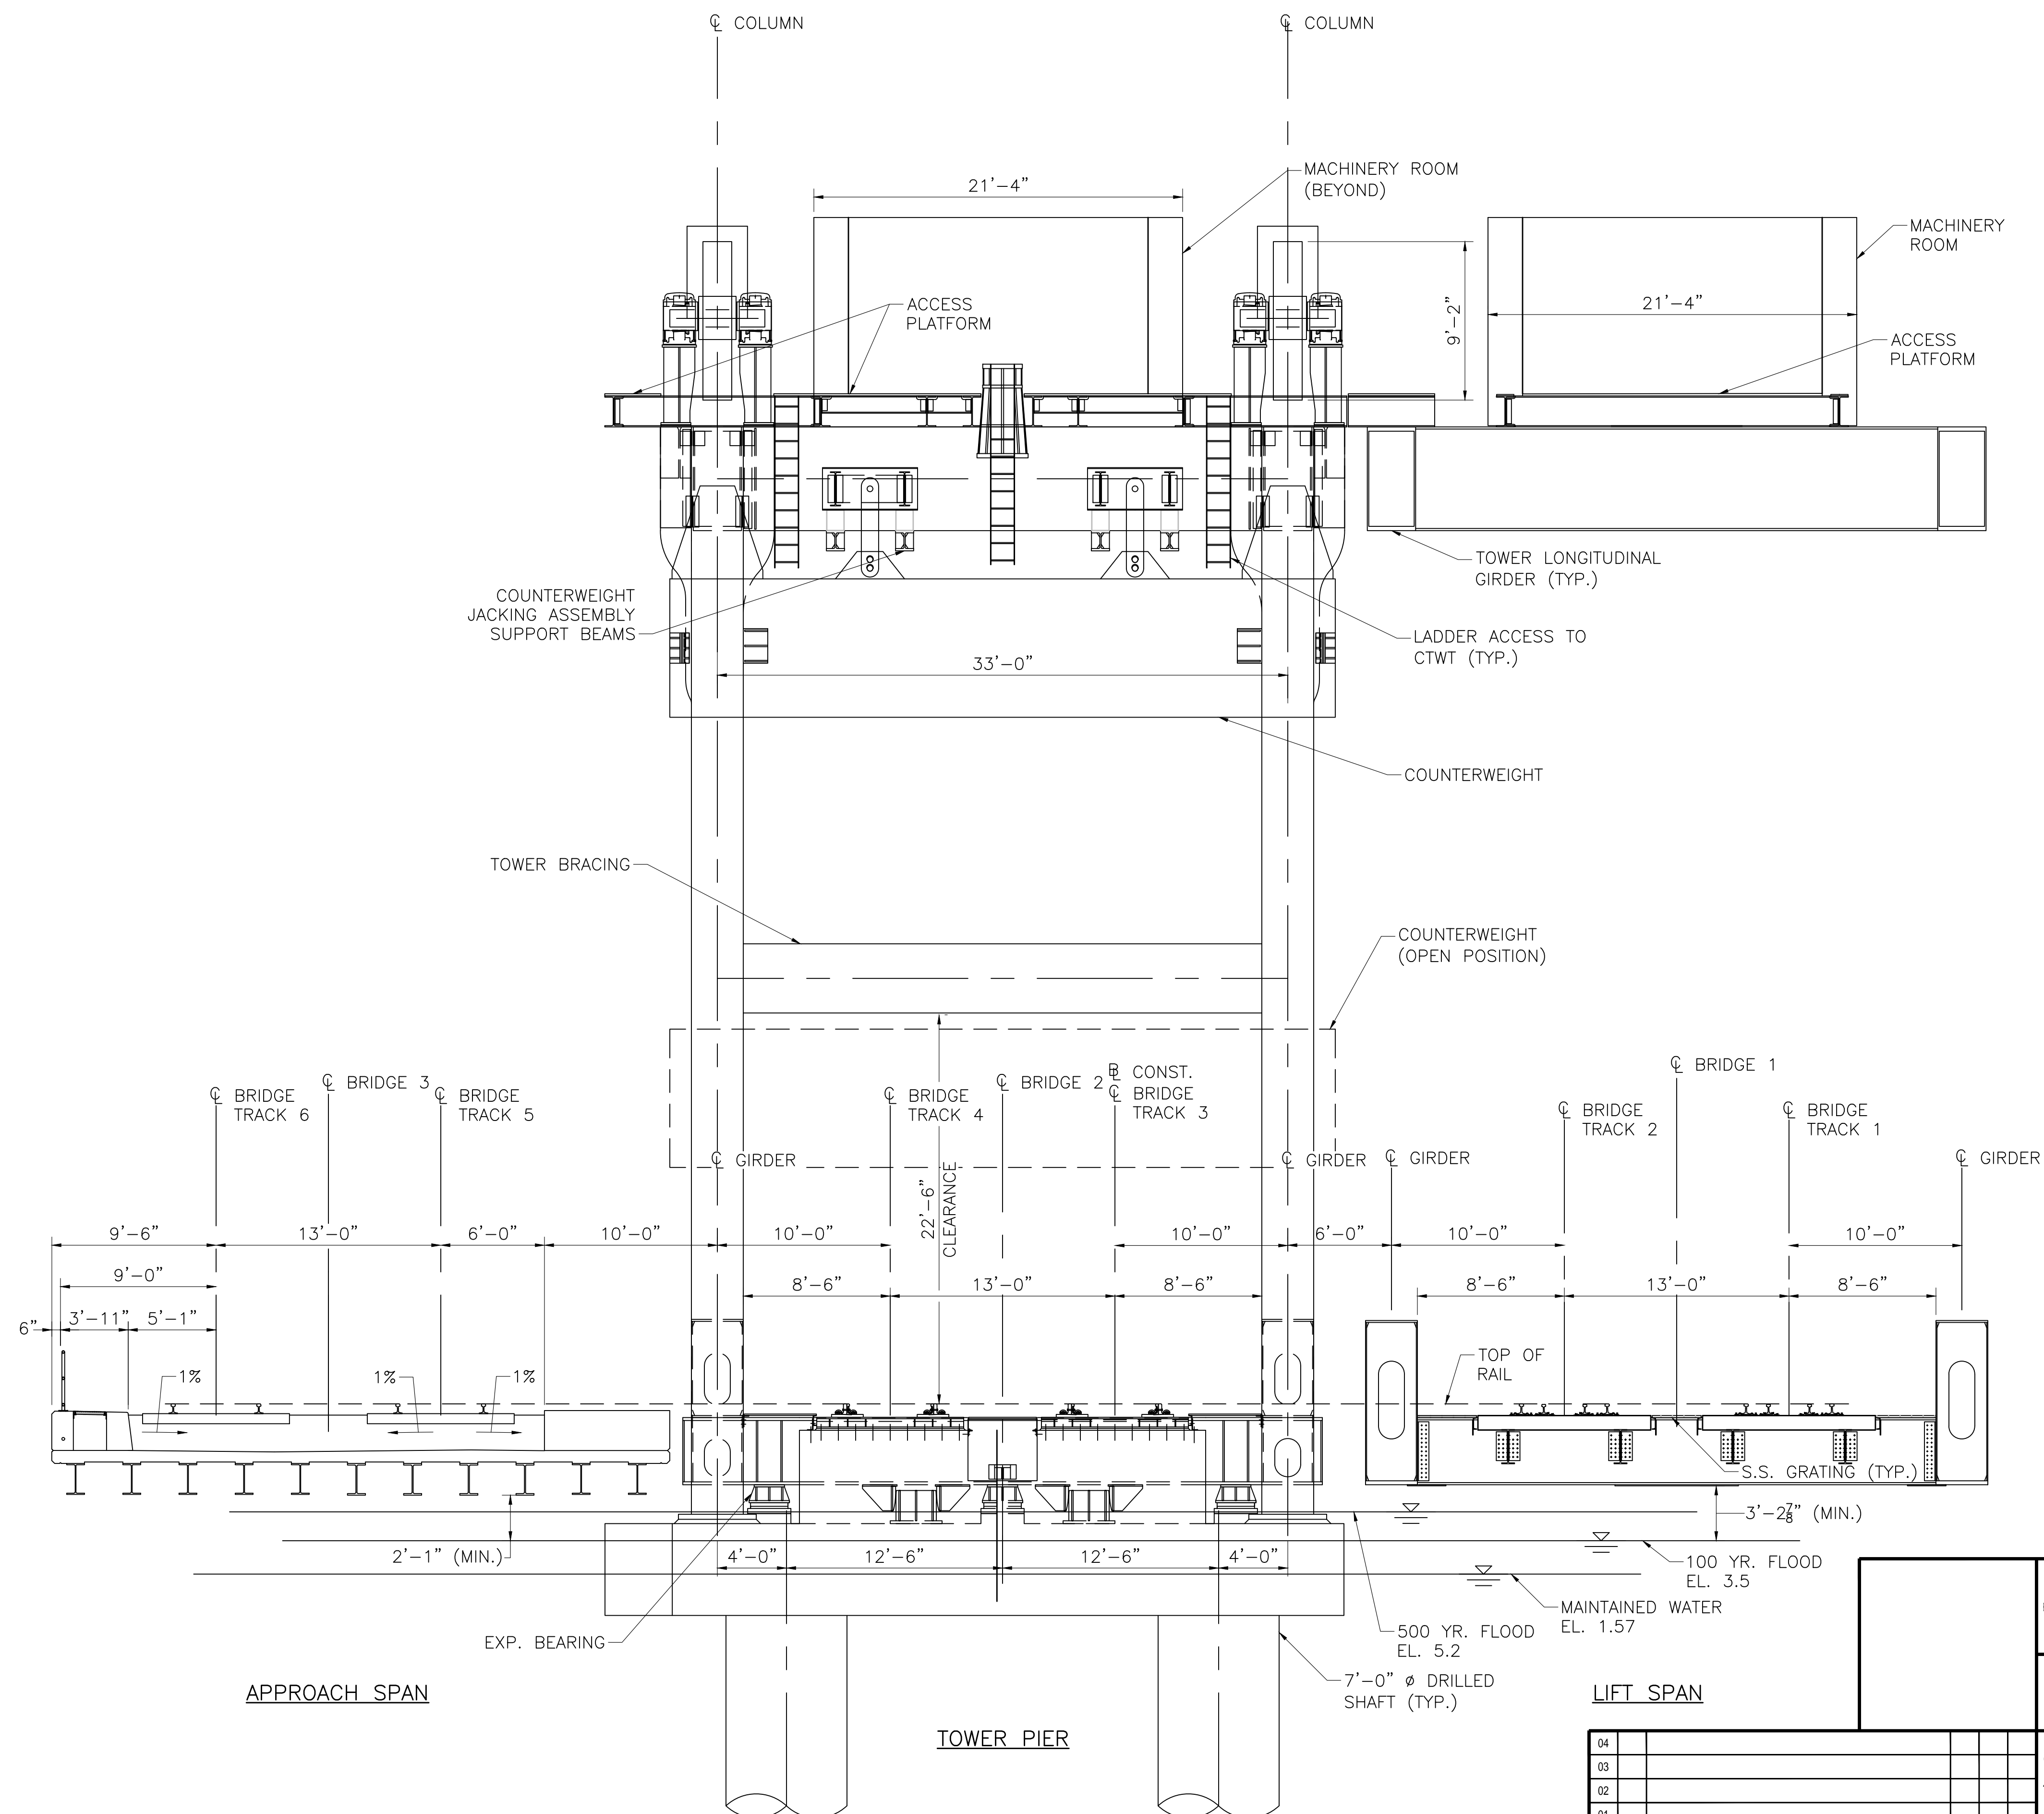 ℄ COLUMN
℄ COLUMN
21'-4"
MACHINERY ROOM
(BEYOND)
MACHINERY
ROOM
ACCESS
PLATFORM
9'-2"
21'-4"
ACCESS
PLATFORM
TOWER LONGITUDINAL
GIRDER (TYP.)
COUNTERWEIGHT
JACKING ASSEMBLY
SUPPORT BEAMS
LADDER ACCESS TO
CTWT (TYP.)
33'-0"
COUNTERWEIGHT
TOWER BRACING
COUNTERWEIGHT
(OPEN POSITION)
℄ BRIDGE
TRACK 6
℄ BRIDGE 3
℄ BRIDGE
TRACK 5
℄ BRIDGE
TRACK 4
℄ BRIDGE 2
BL CONST.
℄ BRIDGE
TRACK 3
℄ BRIDGE 1
℄ BRIDGE
TRACK 2
℄ BRIDGE
TRACK 1
℄ GIRDER
℄ GIRDER
℄ GIRDER
℄ GIRDER
22'-6"
CLEARANCE
9'-6"
13'-0"
6'-0"
10'-0"
10'-0"
10'-0"
6'-0"
10'-0"
10'-0"
9'-0"
8'-6"
13'-0"
8'-6"
8'-6"
13'-0"
8'-6"
6"
3'-11"
5'-1"
1%
1%
1%
TOP OF
RAIL
S.S. GRATING (TYP.)
3'-2⅞" (MIN.)
2'-1" (MIN.)
4'-0"
12'-6"
12'-6"
4'-0"
100 YR. FLOOD
EL. 3.5
MAINTAINED WATER
EL. 1.57
500 YR. FLOOD
EL. 5.2
EXP. BEARING
7'-0" ø DRILLED
SHAFT (TYP.)
APPROACH SPAN
TOWER PIER
LIFT SPAN
04
03
02